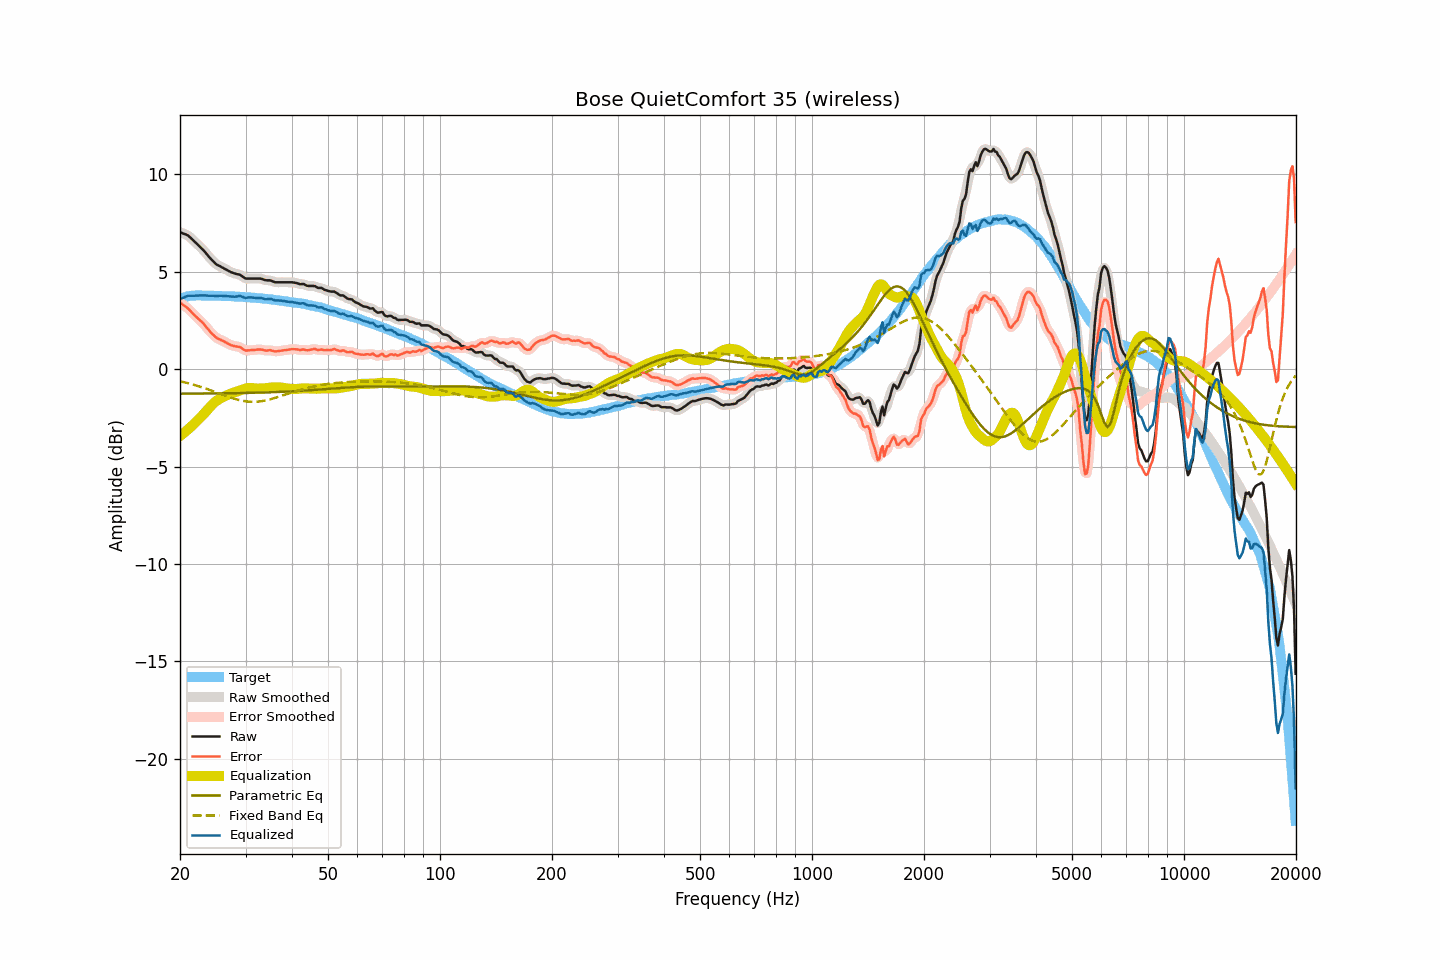 Bose QuietComfort 35 (wireless)
10
5
0
−5
−10
−15
−20
Amplitude (dBr)
Target
Raw Smoothed
Error Smoothed
Raw
Error
Equalization
Parametric Eq
Fixed Band Eq
Equalized
20 50 100 200 500 1000 2000 5000 10000 20000
Frequency (Hz)